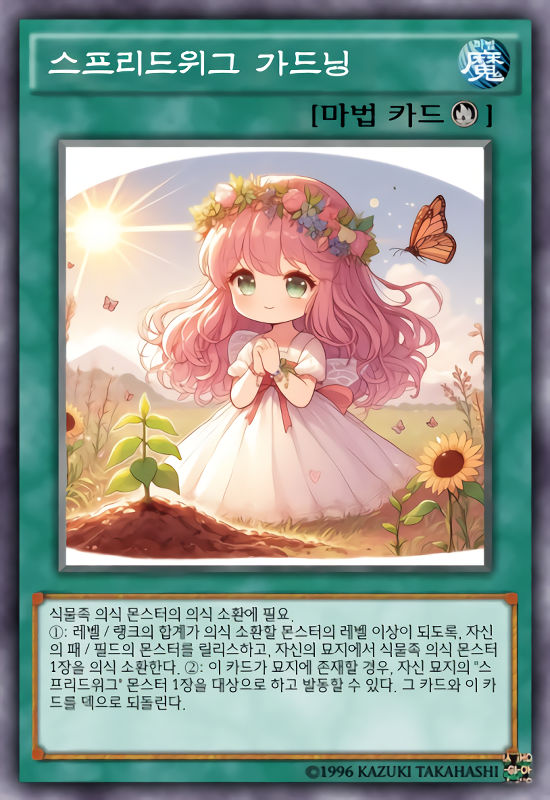 스프리드위그 가드닝
마법
魔
[마법 카드 ]
식물족 의식 몬스터의 의식 소환에 필요.
①: 레벨 / 랭크의 합계가 의식 소환할 몬스터의 레벨 이상이 되도록, 자신
의 패 / 필드의 몬스터를 릴리스하고, 자신의 묘지에서 식물족 의식 몬스터
1장을 의식 소환한다. ②: 이 카드가 묘지에 존재할 경우, 자신 묘지의 "스
프리드위그" 몬스터 1장을 대상으로 하고 발동할 수 있다. 그 카드와 이 카
드를 덱으로 되돌린다.
©1996 KAZUKI TAKAHASHI